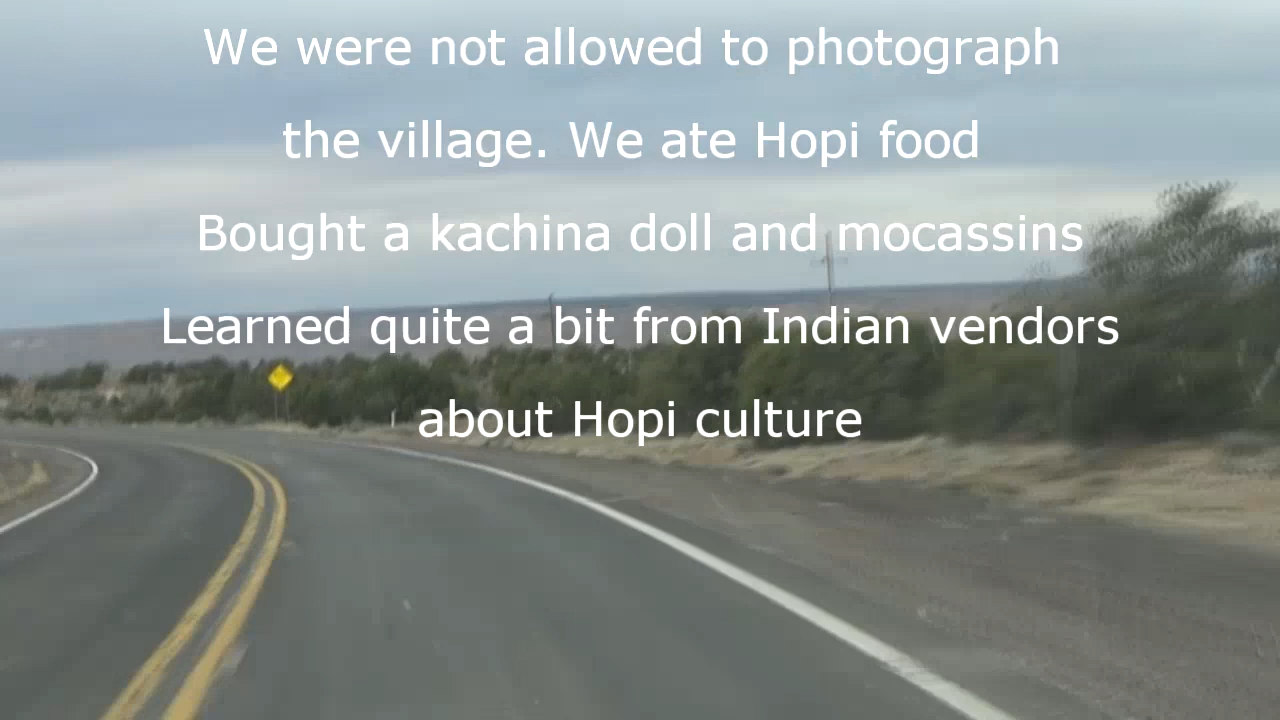 We were not allowed to photograph
the village. We ate Hopi food
Bought a kachina doll and mocassins
Learned quite a bit from Indian vendors
about Hopi culture